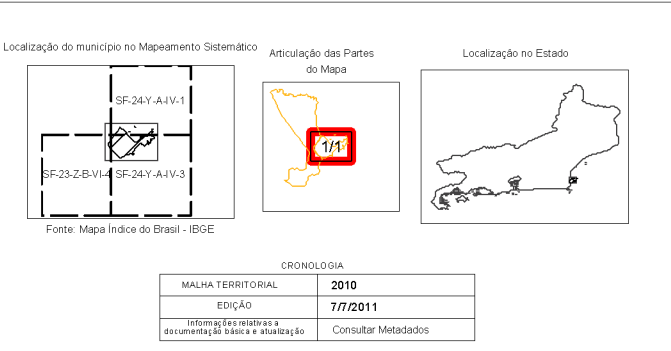 Localização do município no Mapeamento Sistemático
Articulação das Partes
do Mapa
Localização no Estado
SF-24-Y-A-IV-1
SF-23-Z-B-VI-4
SF-24-Y-A-IV-3
1/1
Fonte: Mapa Índice do Brasil - IBGE
CRONOLOGIA
MALHA TERRITORIAL 2010
EDIÇÃO 7/7/2011
Informações relativas a
documentação básica e atualização
Consultar Metadados